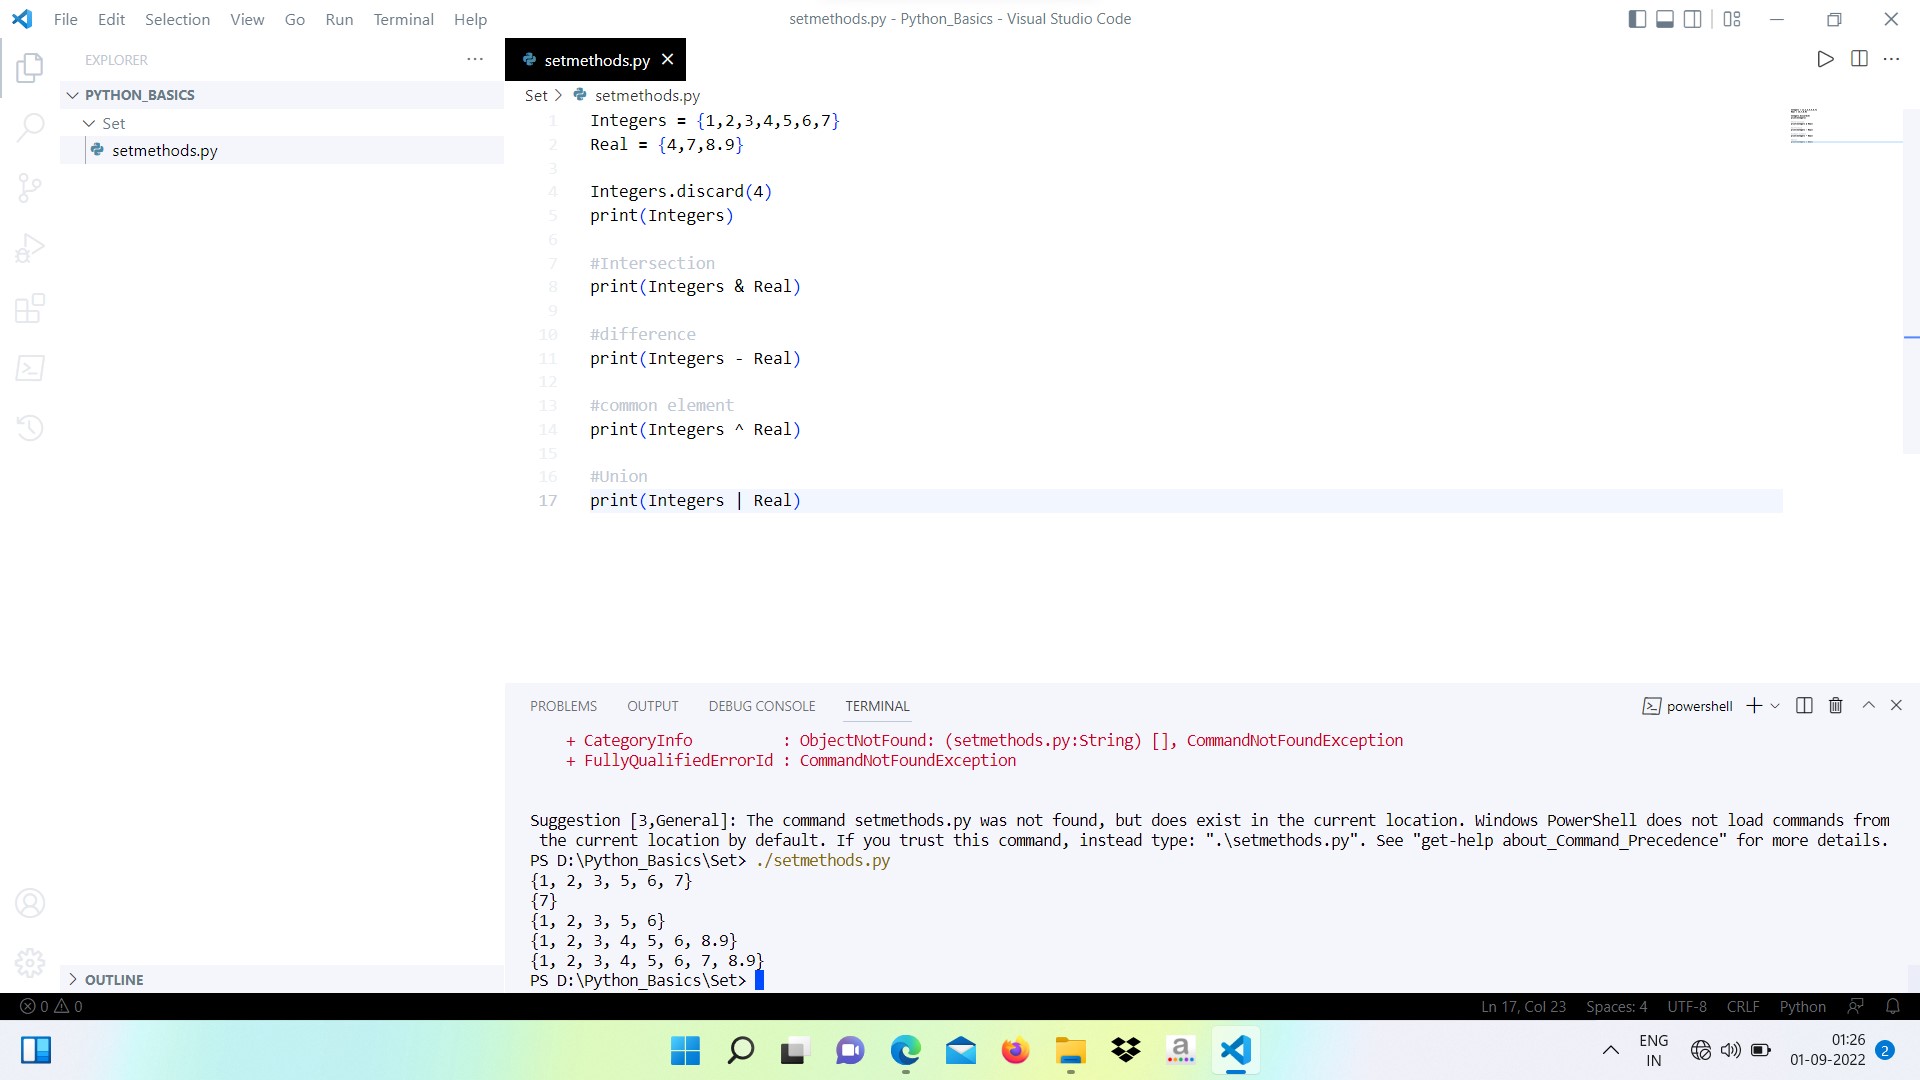 File Edit Selection View Go Run Terminal Help
setmethods.py - Python_Basics - Visual Studio Code
EXPLORER
PYTHON_BASICS
Set
setmethods.py
OUTLINE
setmethods.py
Set > setmethods.py
1 Integers = {1,2,3,4,5,6,7}
2 Real = {4,7,8.9}
3
4 Integers.discard(4)
5 print(Integers)
6
7 #Intersection
8 print(Integers & Real)
9
10 #difference
11 print(Integers - Real)
12
13 #common element
14 print(Integers ^ Real)
15
16 #Union
17 print(Integers | Real)
PROBLEMS OUTPUT DEBUG CONSOLE TERMINAL
powershell
+ CategoryInfo : ObjectNotFound: (setmethods.py:String) [], CommandNotFoundException
+ FullyQualifiedErrorId : CommandNotFoundException
Suggestion [3,General]: The command setmethods.py was not found, but does exist in the current location. Windows PowerShell does not load commands from
the current location by default. If you trust this command, instead type: ".\setmethods.py". See "get-help about_Command_Precedence" for more details.
PS D:\Python_Basics\Set> ./setmethods.py
{1, 2, 3, 5, 6, 7}
{7}
{1, 2, 3, 5, 6}
{1, 2, 3, 4, 5, 6, 8.9}
{1, 2, 3, 4, 5, 6, 7, 8.9}
PS D:\Python_Basics\Set>
0 0
Ln 17, Col 23 Spaces: 4 UTF-8 CRLF Python
a
ENG
IN
01:26
01-09-2022
2